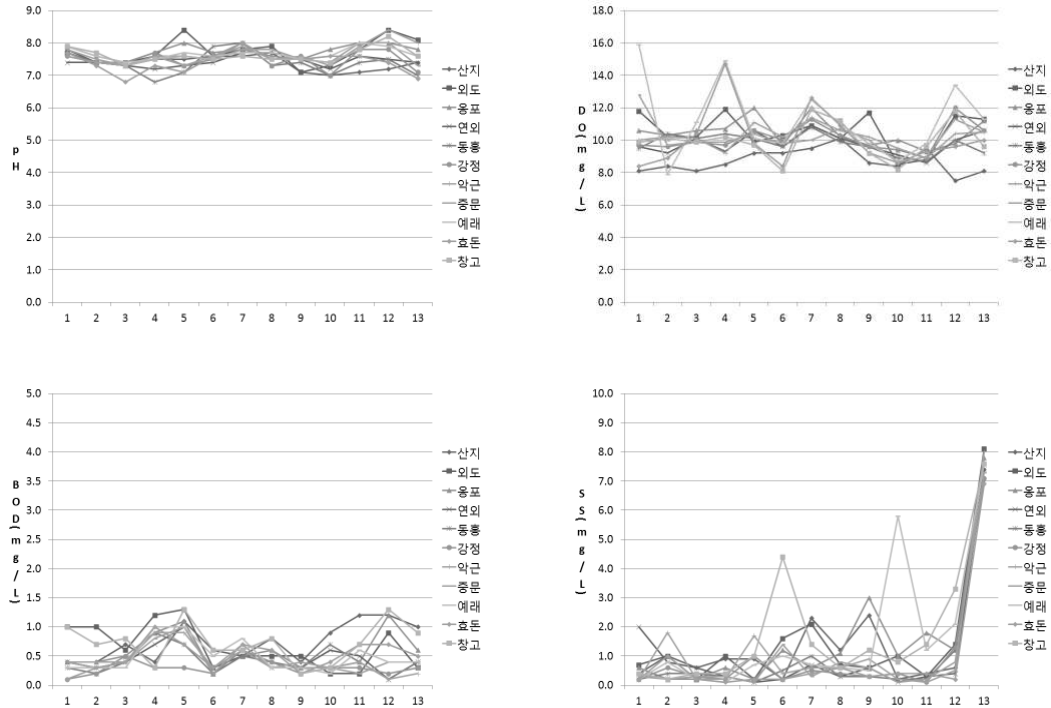 9.0
8.0
7.0
6.0
5.0
4.0
3.0
2.0
1.0
0.0
pH
1 2 3 4 5 6 7 8 9 10 11 12 13
산지
외도
옹포
연외
동홍
강정
악근
중문
예래
효돈
창고
18.0
16.0
14.0
12.0
10.0
8.0
6.0
4.0
2.0
0.0
DO(mg/L)
1 2 3 4 5 6 7 8 9 10 11 12 13
산지
외도
옹포
연외
동홍
강정
악근
중문
예래
효돈
창고
5.0
4.5
4.0
3.5
3.0
2.5
2.0
1.5
1.0
0.5
0.0
BOD(mg/L)
1 2 3 4 5 6 7 8 9 10 11 12 13
산지
외도
옹포
연외
동홍
강정
악근
중문
예래
효돈
창고
10.0
9.0
8.0
7.0
6.0
5.0
4.0
3.0
2.0
1.0
0.0
SS(mg/L)
1 2 3 4 5 6 7 8 9 10 11 12 13
산지
외도
옹포
연외
동홍
강정
악근
중문
예래
효돈
창고